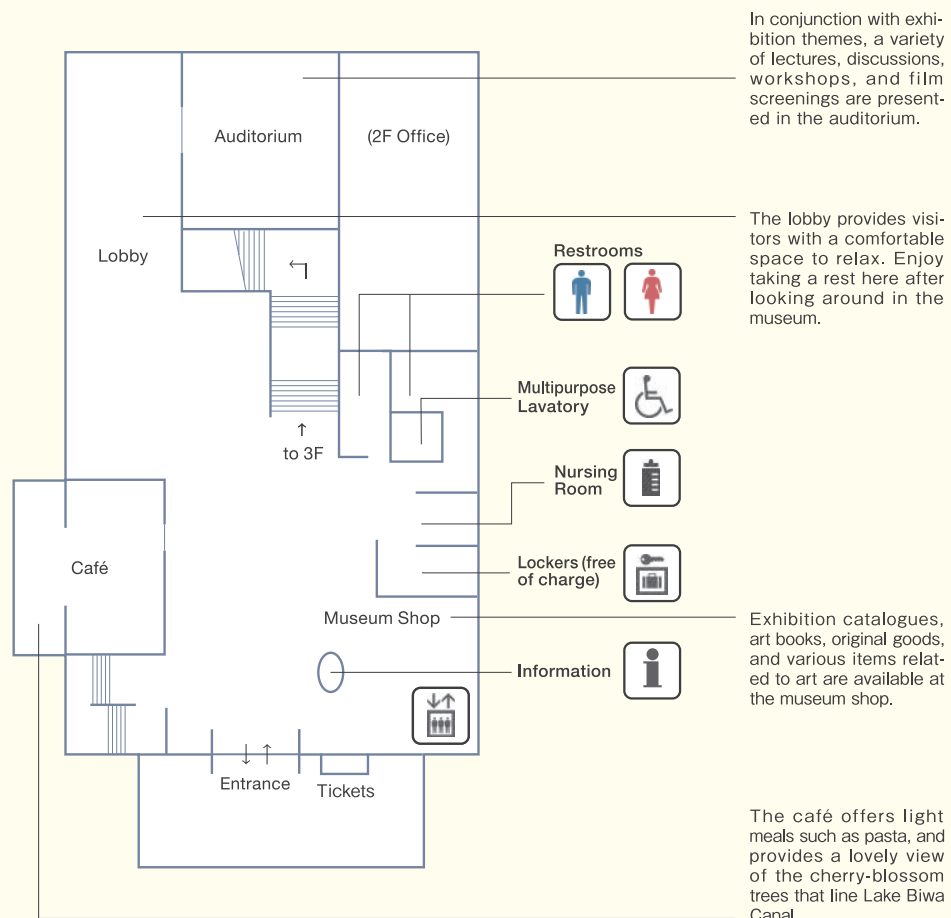 In conjunction with exhi-
bition themes, a variety
of lectures, discussions,
workshops, and film
screenings are present-
ed in the auditorium.
Auditorium
(2F Office)
Lobby
The lobby provides visi-
tors with a comfortable
space to relax. Enjoy
taking a rest here after
looking around in the
museum.
Restrooms
Multipurpose
Lavatory
to 3F
Nursing
Room
Café
Lockers (free
of charge)
Museum Shop
Exhibition catalogues,
art books, original goods,
and various items relat-
ed to art are available at
the museum shop.
Information
Entrance
Tickets
The café offers light
meals such as pasta, and
provides a lovely view
of the cherry-blossom
trees that line Lake Biwa
Canal